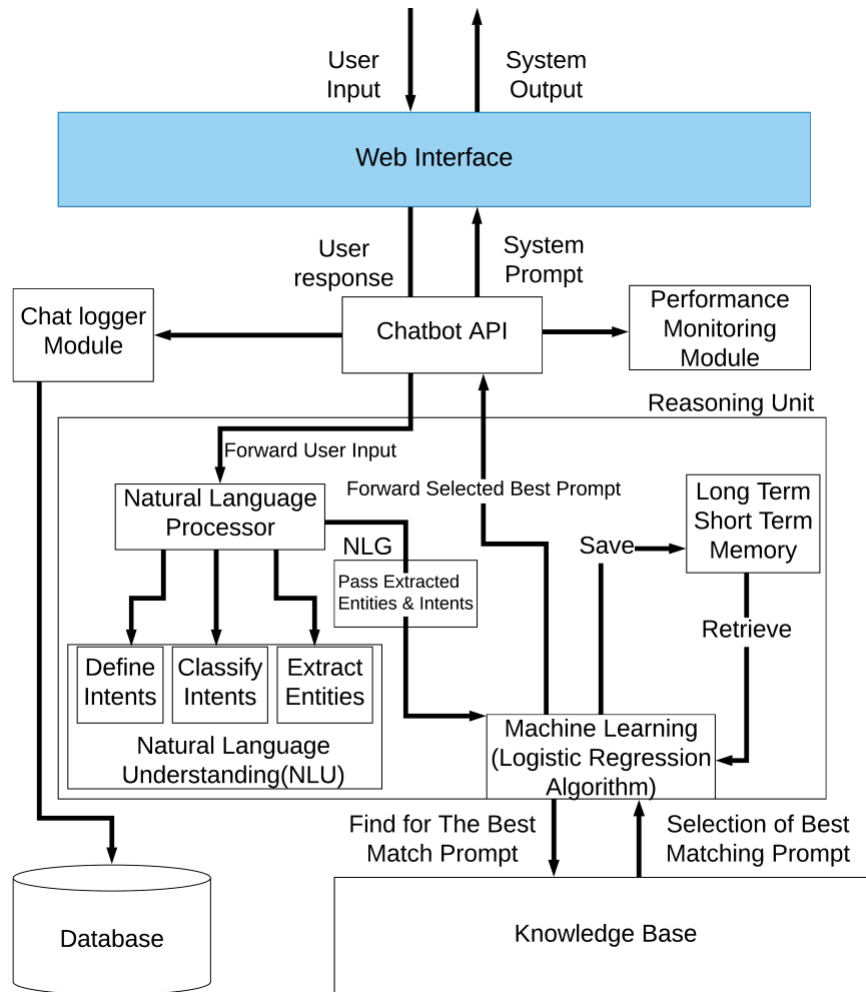 User
Input
System
Output
Web Interface
User
response
System
Prompt
Chat logger
Module
Chatbot API
Performance
Monitoring
Module
Reasoning Unit
Forward User Input
Natural Language
Processor
NLG
Pass Extracted
Entities & Intents
Forward Selected Best Prompt
Save
Long Term
Short Term
Memory
Retrieve
Define
Intents
Classify
Intents
Extract
Entities
Natural Language
Understanding(NLU)
Machine Learning
(Logistic Regression
Algorithm)
Find for The Best
Match Prompt
Selection of Best
Matching Prompt
Database
Knowledge Base